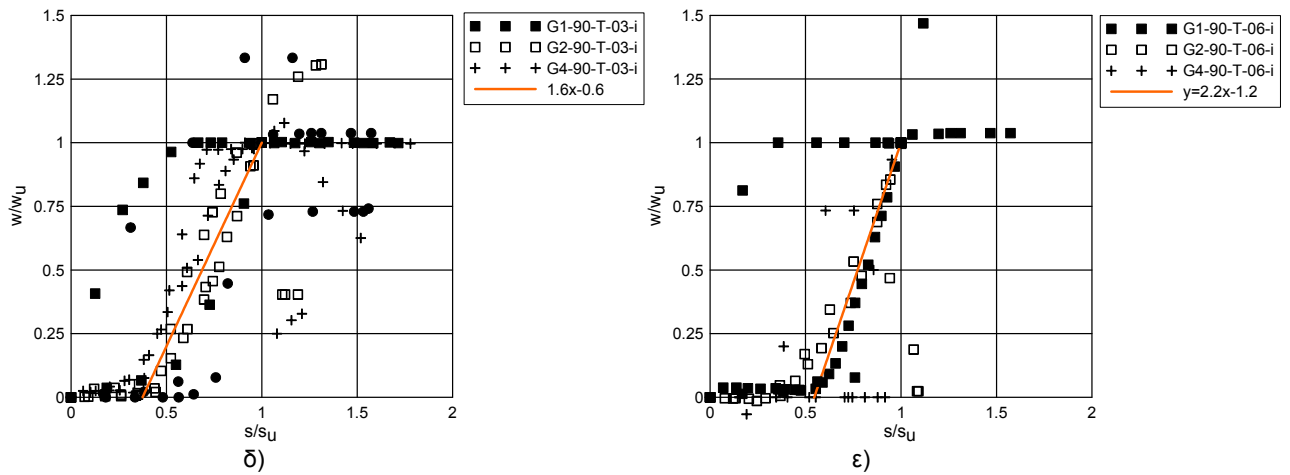 w/wu
1.5
1.25
1
0.75
0.5
0.25
0
0 0.5 1 1.5 2
s/su
δ)
G1-90-T-03-i
G2-90-T-03-i
G4-90-T-03-i
1.6x-0.6
w/wu
1.5
1.25
1
0.75
0.5
0.25
0
0 0.5 1 1.5 2
s/su
ε)
G1-90-T-06-i
G2-90-T-06-i
G4-90-T-06-i
y=2.2x-1.2